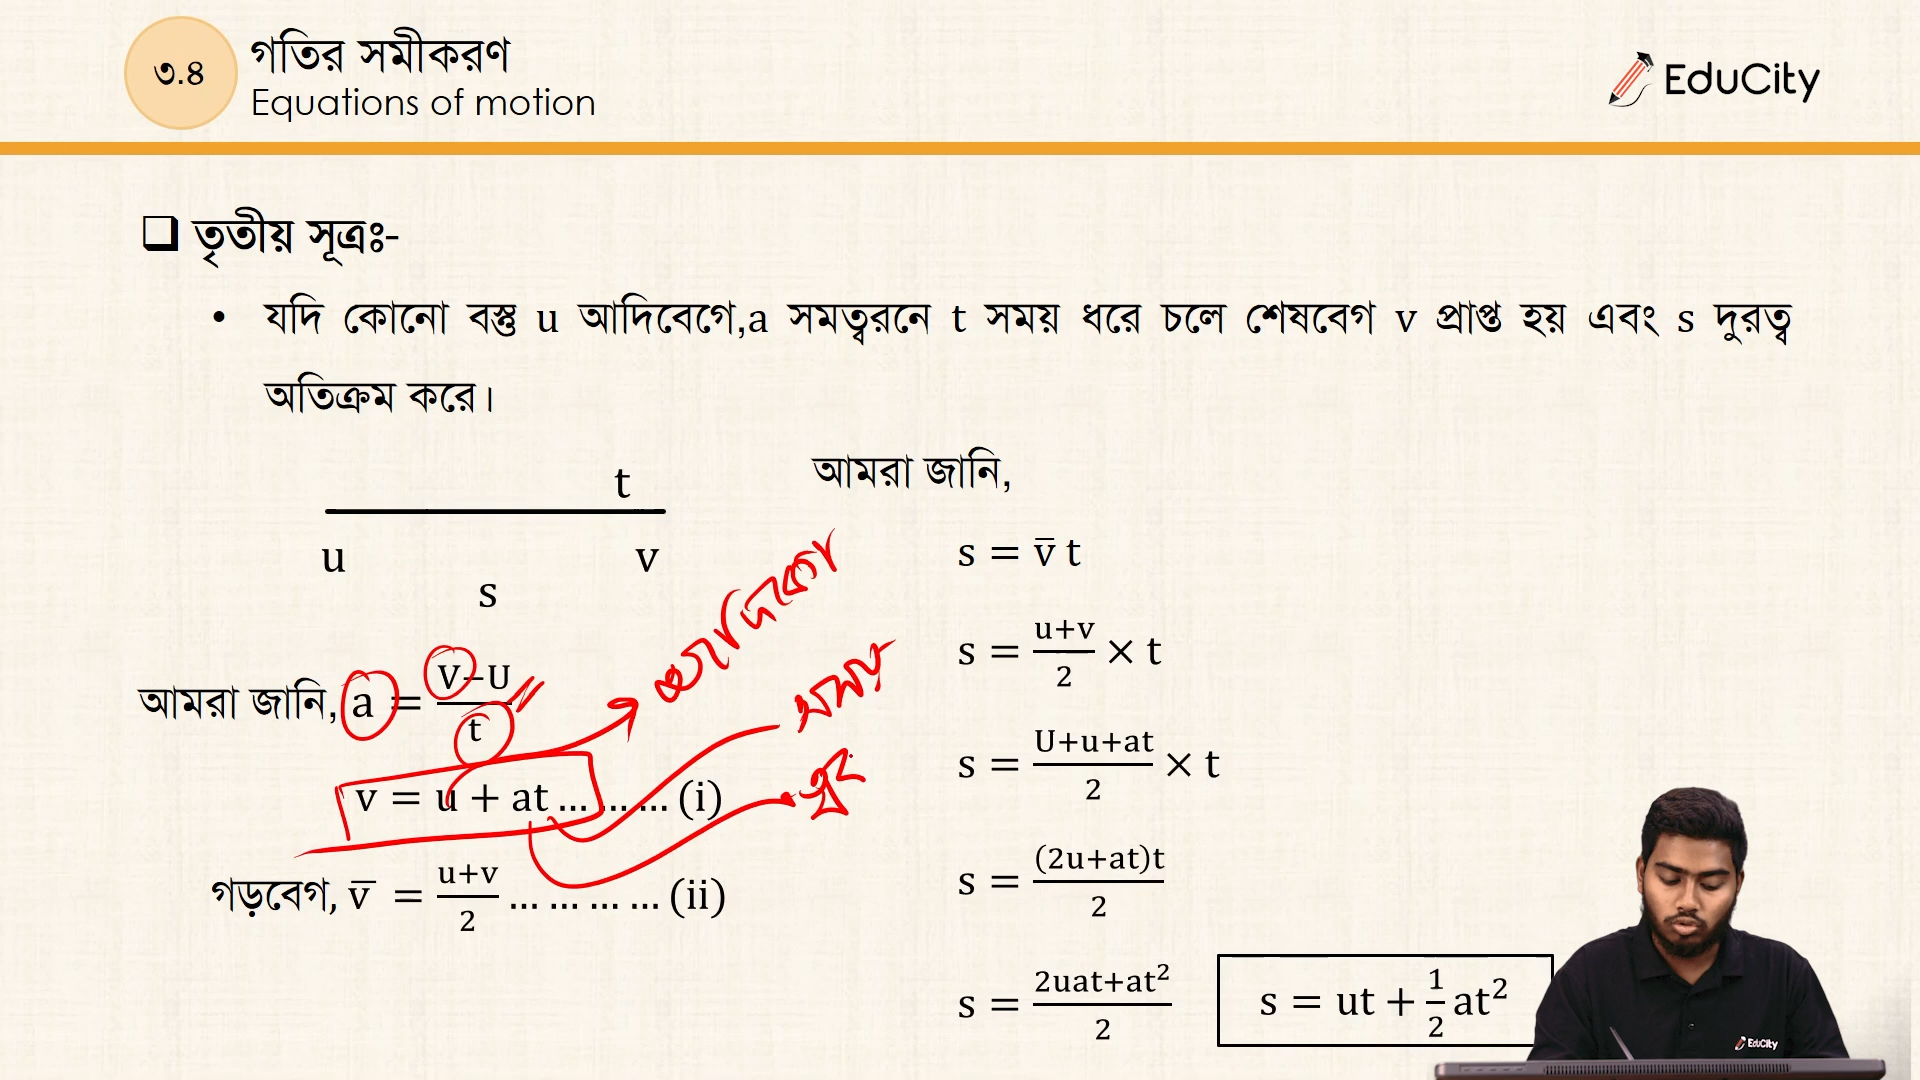 ৩.৪
গতির সমীকরণ
Equations of motion
EduCity
❑ তৃতীয় সূত্রঃ-
• যদি কোনো বস্তু u আদিবেগে,a সমত্বরনে t সময় ধরে চলে শেষবেগ v প্রাপ্ত হয় এবং s দুরত্ব
অতিক্রম করে।
t
u v
s
আমরা জানি, a = (V−U)/t
v = u + at … … … (i)
গড়বেগ, v̅ = (u+v)/2 … … … … (ii)
সময়
আমরা জানি,
s = v̅ t
s = (u+v)/2 × t
s = (U+u+at)/2 × t
s = (2u+at)t/2
s = (2uat+at²)/2
s = ut + 1/2 at²
EduCity